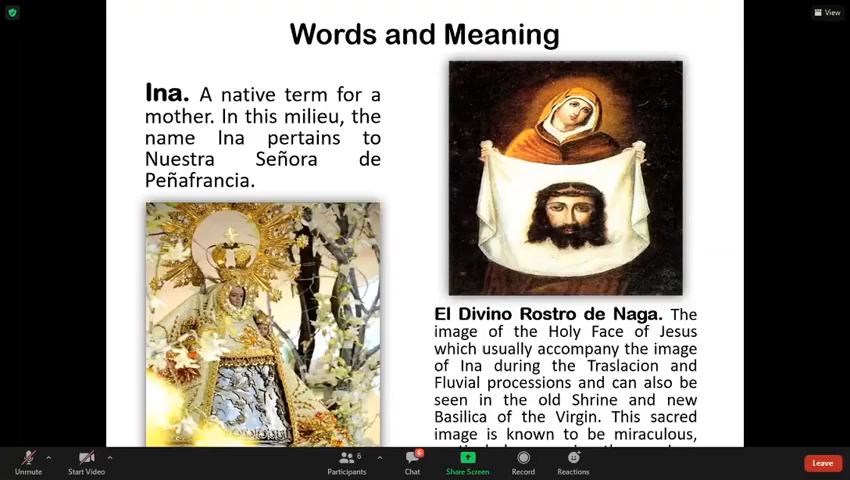 View
Words and Meaning
Ina. A native term for a
mother. In this milieu, the
name Ina pertains to
Nuestra Señora de
Peñafrancia.
El Divino Rostro de Naga. The
image of the Holy Face of Jesus
which usually accompany the image
of Ina during the Traslacion and
Fluvial processions and can also be
seen in the old Shrine and new
Basilica of the Virgin. This sacred
image is known to be miraculous,
Unmute
Start Video
6
Participants
6
Chat
Share Screen
Record
Reactions
Leave